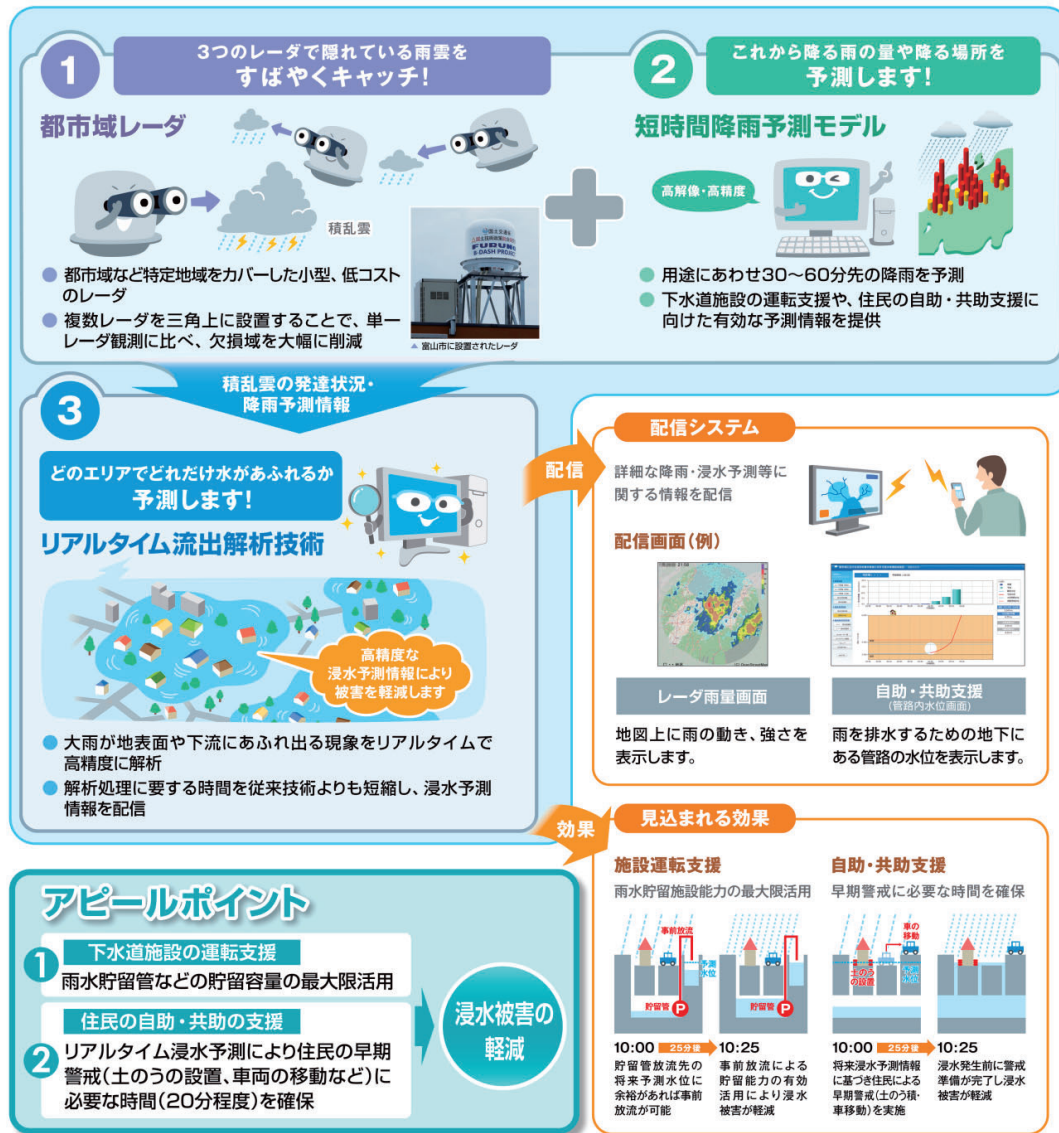 1
3つのレーダで隠れている雨雲を
すばやくキャッチ!
都市域レーダ
積乱雲
FUBUNG
B-DASH PROJECT
▲ 富山市に設置されたレーダ
● 都市域など特定地域をカバーした小型、低コスト
のレーダ
● 複数レーダを三角上に設置することで、単一
レーダ観測に比べ、欠損域を大幅に削減
2
これから降る雨の量や降る場所を
予測します!
短時間降雨予測モデル
高解像・高精度
● 用途にあわせ30〜60分先の降雨を予測
● 下水道施設の運転支援や、住民の自助・共助支援に
向けた有効な予測情報を提供
積乱雲の発達状況・
降雨予測情報
3
どのエリアでどれだけ水があふれるか
予測します!
リアルタイム流出解析技術
高精度な
浸水予測情報により
被害を軽減します
● 大雨が地表面や下流にあふれ出る現象をリアルタイムで
高精度に解析
● 解析処理に要する時間を従来技術よりも短縮し、浸水予測
情報を配信
配信
配信システム
詳細な降雨・浸水予測等に
関する情報を配信
配信画面(例)
レーダ雨量画面
地図上に雨の動き、強さを
表示します。
自助・共助支援
(管路内水位画面)
雨を排水するための地下に
ある管路の水位を表示します。
効果
見込まれる効果
施設運転支援
雨水貯留施設能力の最大限活用
事前放流
予測
水位
貯留管 P
貯留管 P
10:00 25分後 10:25
貯留管放流先の
将来予測水位に
余裕があれば事前
放流が可能
事前放流による
貯留能力の有効
活用により浸水
被害が軽減
自助・共助支援
早期警戒に必要な時間を確保
車の
移動
土のう
の設置
予測
水位
10:00 25分後 10:25
将来浸水予測情報
に基づき住民による
早期警戒(土のう積・
車移動)を実施
浸水発生前に警戒
準備が完了し浸水
被害が軽減
アピールポイント
1 下水道施設の運転支援
雨水貯留管などの貯留容量の最大限活用
2 住民の自助・共助の支援
リアルタイム浸水予測により住民の早期
警戒(土のうの設置、車両の移動など)に
必要な時間(20分程度)を確保
浸水被害の
軽減